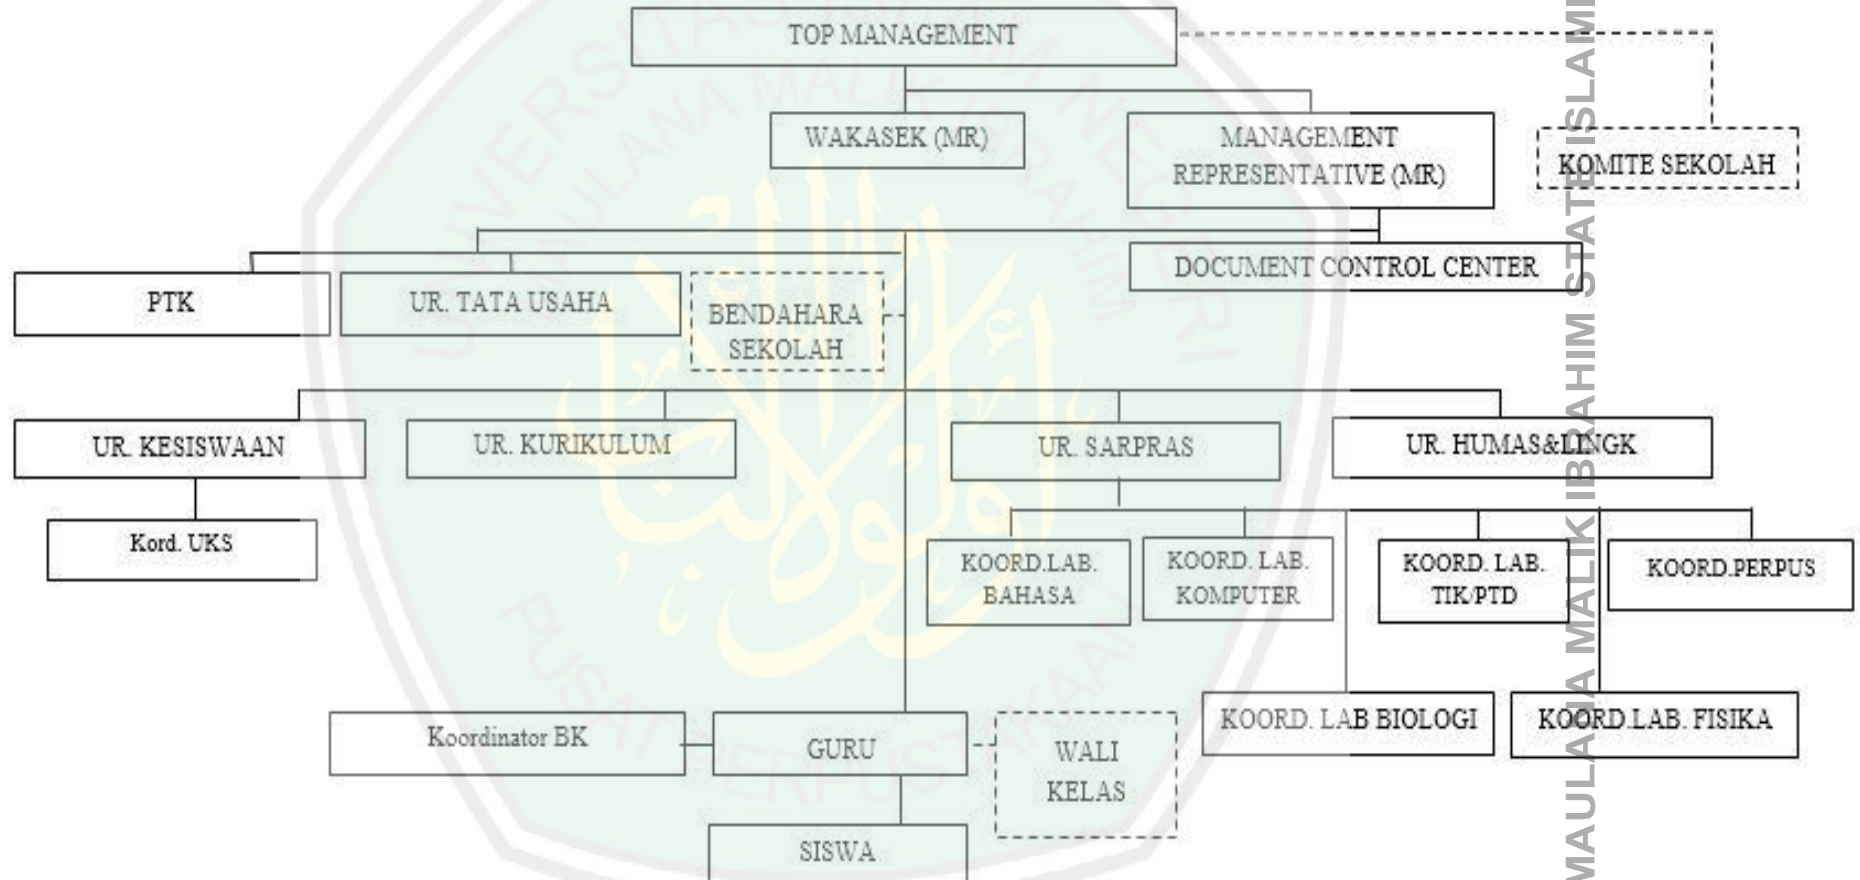 TOP MANAGEMENT
WAKASEK (MR)
MANAGEMENT
REPRESENTATIVE (MR)
KOMITE SEKOLAH
DOCUMENT CONTROL CENTER
PTK
UR. TATA USAHA
BENDAHARA
SEKOLAH
UR. KESISWAAN
UR. KURIKULUM
UR. SARPRAS
UR. HUMAS&LINGK
Kord. UKS
KOORD.LAB.
BAHASA
KOORD. LAB.
KOMPUTER
KOORD. LAB.
TIK/PTD
KOORD.PERPUS
KOORD. LAB BIOLOGI
KOORD.LAB. FISIKA
Koordinator BK
GURU
WALI
KELAS
SISWA
MAULANA MALIK IBRAHIM STATE ISLAMI
UNIVERSITAS ISLAM NEGERI
MAULANA MALIK IBRAHIM
PUSAT PERPUSTAKAAN